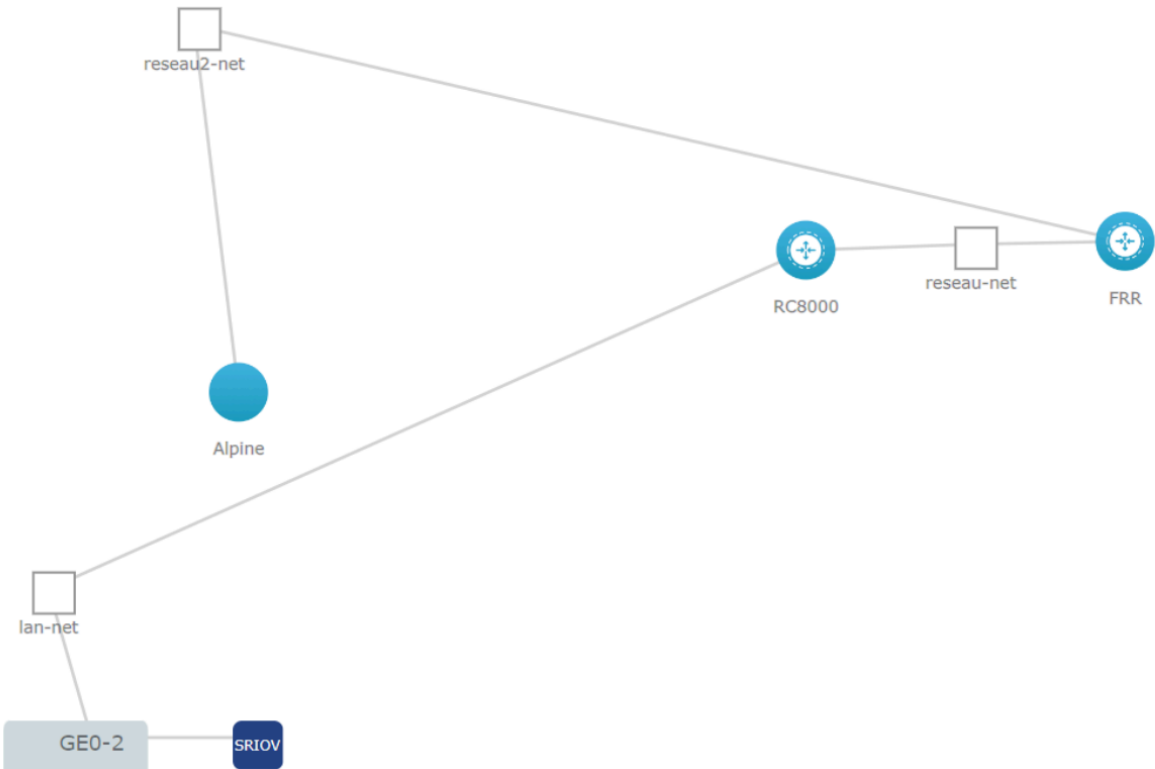 reseau2-net
RC8000
reseau-net
FRR
Alpine
lan-net
GE0-2
SRIOV